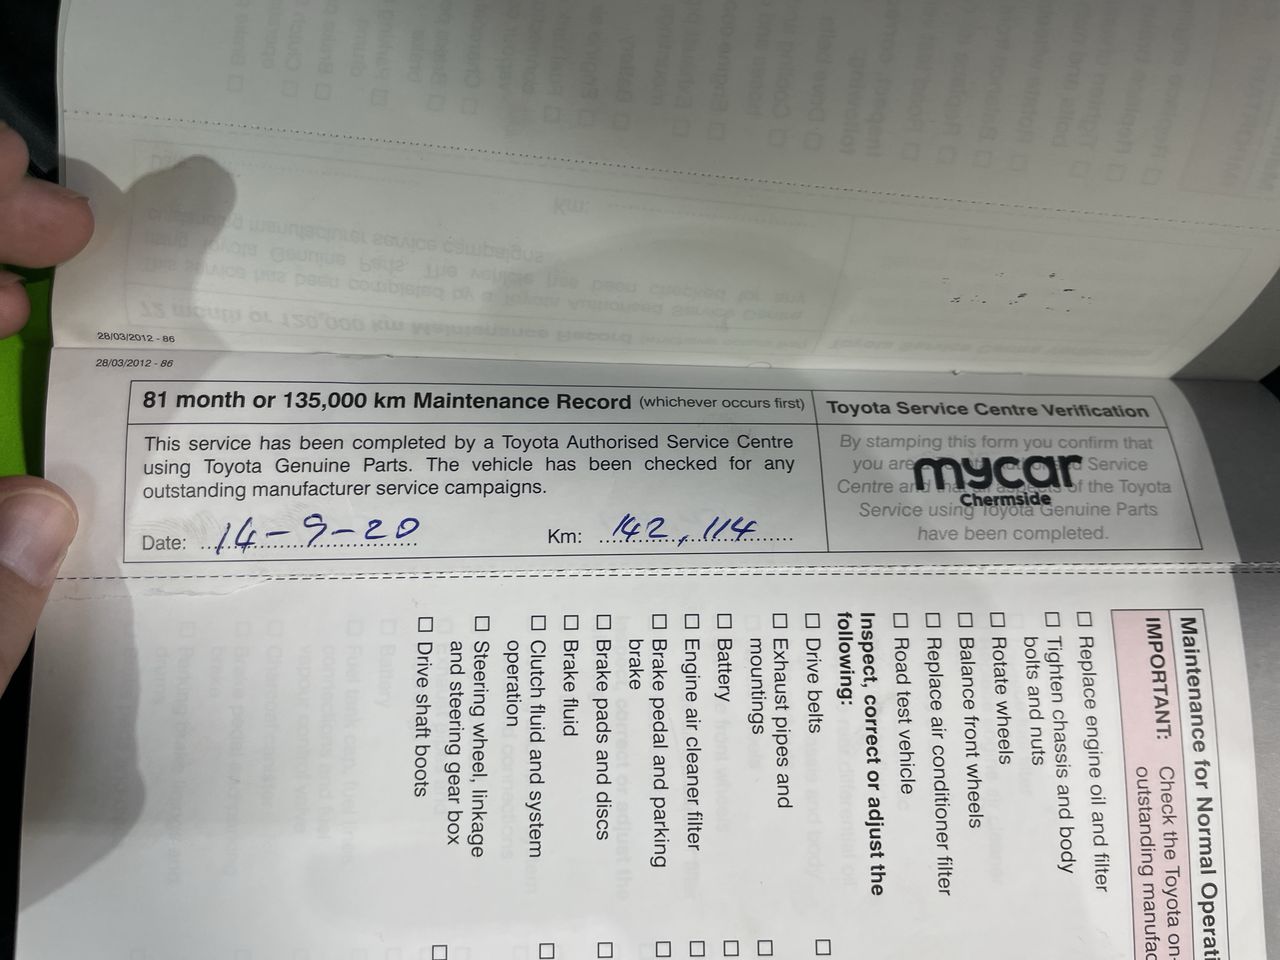 28/03/2012 - 86
28/03/2012 - 86
81 month or 135,000 km Maintenance Record (whichever occurs first)
This service has been completed by a Toyota Authorised Service Centre
using Toyota Genuine Parts. The vehicle has been checked for any
outstanding manufacturer service campaigns.
Date: 14-9-20
Km: 142,114
Toyota Service Centre Verification
By stamping this form you confirm that
you are Service
Centre and of the Toyota
Service using Toyota Genuine Parts
have been completed.
mycar
Chermside
Maintenance for Normal Operati
IMPORTANT: Check the Toyota on-
outstanding manufac
☐ Replace engine oil and filter
☐ Tighten chassis and body
bolts and nuts
☐ Rotate wheels
☐ Balance front wheels
☐ Replace air conditioner filter
☐ Road test vehicle
Inspect, correct or adjust the
following:
☐ Drive belts
☐ Exhaust pipes and
mountings
☐ Battery
☐ Engine air cleaner filter
☐ Brake pedal and parking
brake
☐ Brake pads and discs
☐ Brake fluid
☐ Clutch fluid and system
operation
☐ Steering wheel, linkage
and steering gear box
☐ Drive shaft boots